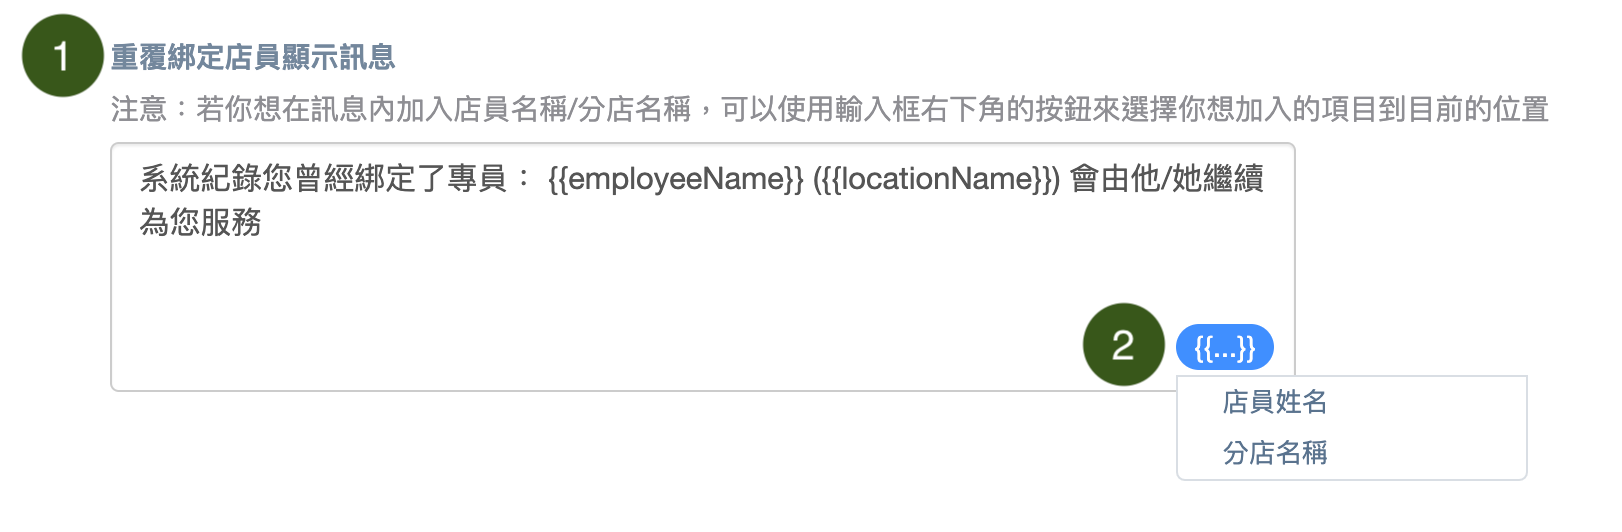 1
重覆綁定店員顯示訊息
注意：若你想在訊息內加入店員名稱/分店名稱，可以使用輸入框右下角的按鈕來選擇你想加入的項目到目前的位置
系統紀錄您曾經綁定了專員： {{employeeName}} ({{locationName}}) 會由他/她繼續
為您服務
2
{{...}}
店員姓名
分店名稱